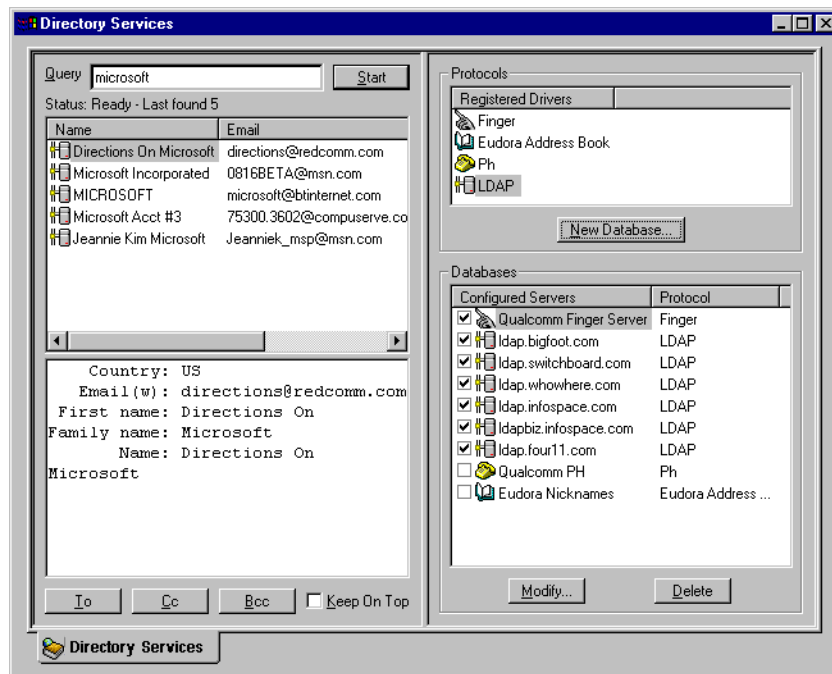 Directory Services
Query microsoft Start
Status: Ready - Last found 5
Name Email
Directions On Microsoft directions@redcomm.com
Microsoft Incorporated 0816BETA@msn.com
MICROSOFT microsoft@btinternet.com
Microsoft Acct #3 75300.3602@compuserve.co
Jeannie Kim Microsoft Jeanniek_msp@msn.com
Country: US
Email(w): directions@redcomm.com
First name: Directions On
Family name: Microsoft
Name: Directions On
Microsoft
To Cc Bcc Keep On Top
Protocols
Registered Drivers
Finger
Eudora Address Book
Ph
LDAP
New Database...
Databases
Configured Servers Protocol
Qualcomm Finger Server Finger
ldap.bigfoot.com LDAP
ldap.switchboard.com LDAP
ldap.whowhere.com LDAP
ldap.infospace.com LDAP
ldapbiz.infospace.com LDAP
ldap.four11.com LDAP
Qualcomm PH Ph
Eudora Nicknames Eudora Address ...
Modify... Delete
Directory Services